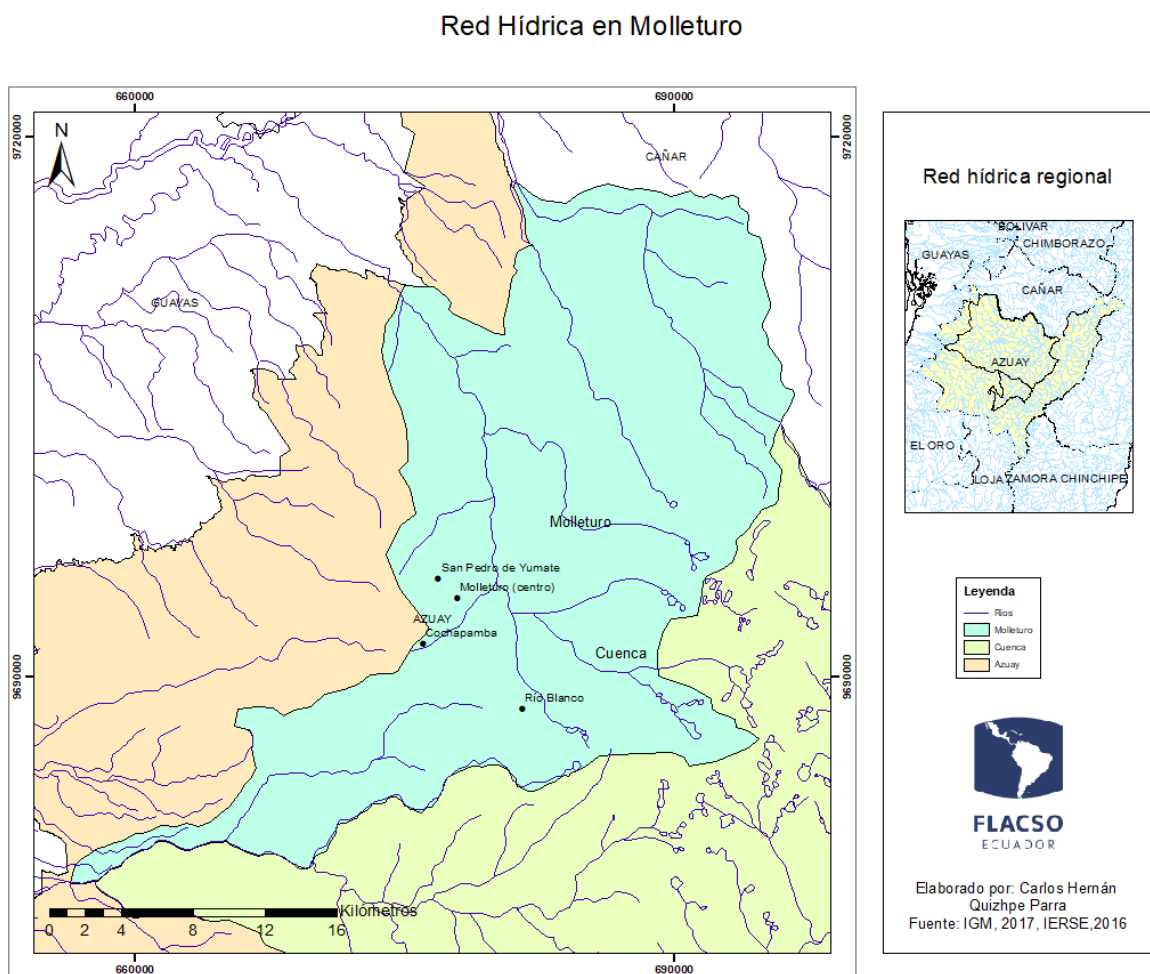 Red Hídrica en Molleturo
660000
690000
9720000
9720000
N
CAÑAR
GUAYAS
Molleturo
San Pedro de Yumate
Molleturo (centro)
AZUAY
Cochapamba
Cuenca
9690000
9690000
Río Blanco
Kilómetros
0 2 4 8 12 16
660000
690000
Red hídrica regional
BOLIVAR
CHIMBORAZO
GUAYAS
CAÑAR
AZUAY
EL ORO
LOJA
ZAMORA CHINCHIPE
Leyenda
Rios
Molleturo
Cuenca
Azuay
FLACSO
ECUADOR
Elaborado por: Carlos Hernán
Quizhpe Parra
Fuente: IGM, 2017, IERSE,2016